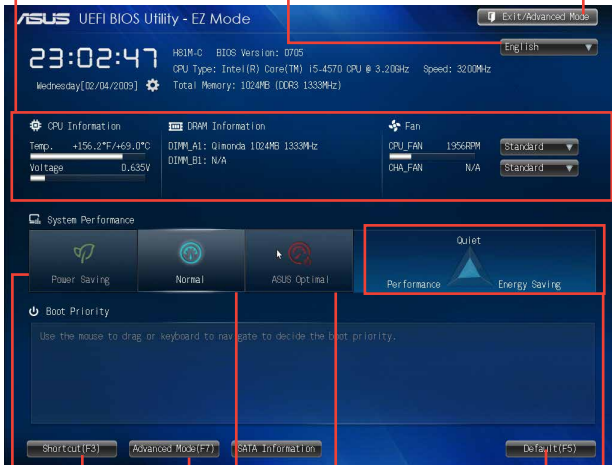 ASUS UEFI BIOS Utility - EZ Mode
Exit/Advanced Mode
English
23:02:47
Wednesday[02/04/2009]
H81M-C BIOS Version: 0705
CPU Type: Intel(R) Core(TM) i5-4570 CPU @ 3.20GHz Speed: 3200MHz
Total Memory: 1024MB (DDR3 1333MHz)
CPU Information
Temp. +156.2°F/+69.0°C
Voltage 0.635V
DRAM Information
DIMM_A1: Qimonda 1024MB 1333MHz
DIMM_B1: N/A
Fan
CPU_FAN 1956RPM Standard
CHA_FAN N/A Standard
System Performance
Power Saving
Normal
ASUS Optimal
Quiet
Performance
Energy Saving
Boot Priority
Use the mouse to drag or keyboard to navigate to decide the boot priority.
Shortcut(F3)
Advanced Mode(F7)
SATA Information
Default(F5)